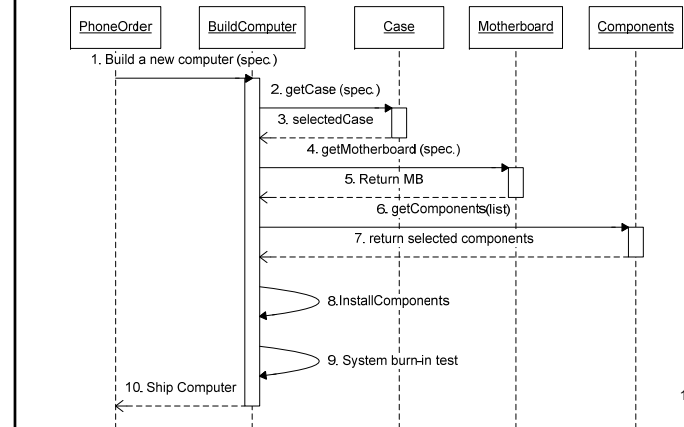 PhoneOrder BuildComputer Case Motherboard Components
1. Build a new computer (spec.)
2. getCase (spec.)
3. selectedCase
4. getMotherboard (spec.)
5. Return MB
6. getComponents(list)
7. return selected components
8.InstallComponents
9. System burn-in test
10. Ship Computer
1